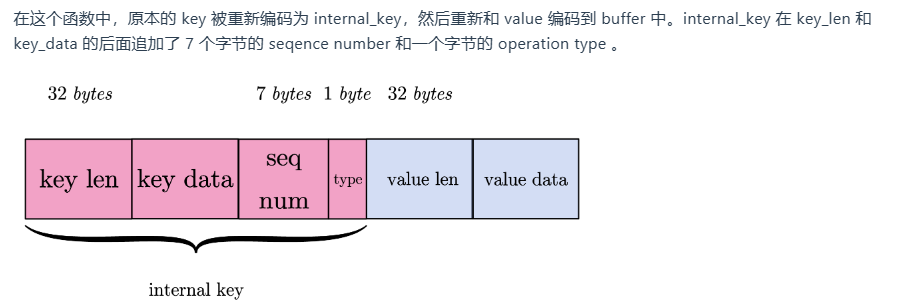 在这个函数中，原本的 key 被重新编码为 internal_key，然后重新和 value 编码到 buffer 中。internal_key 在 key_len 和
key_data 的后面追加了 7 个字节的 seqence number 和一个字节的 operation type 。
32 bytes 7 bytes 1 byte 32 bytes
key len key data seq num type value len value data
internal key